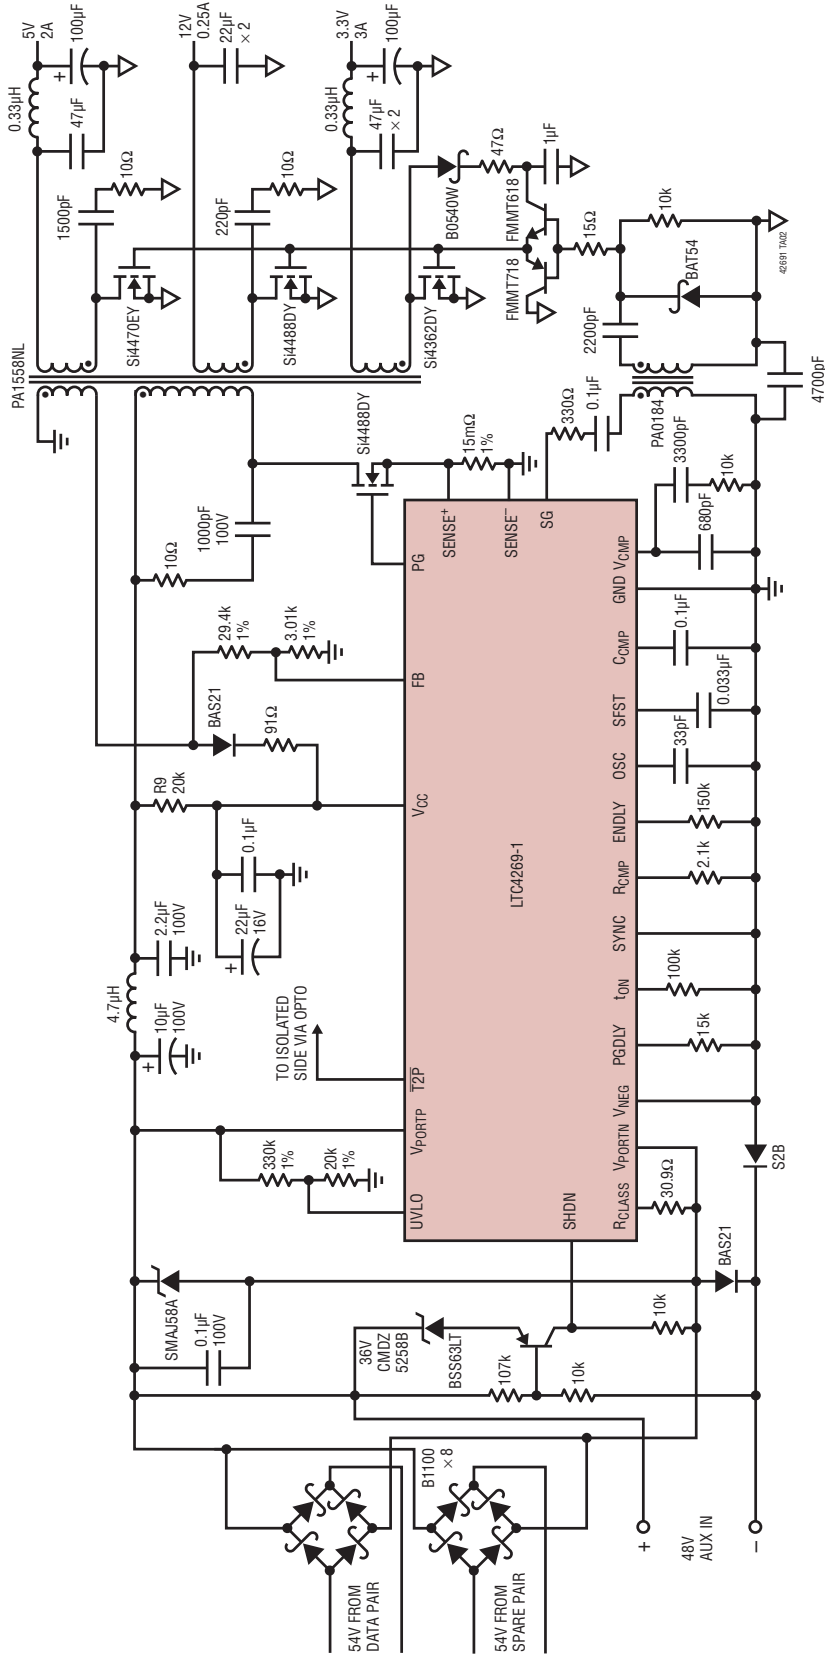 54V FROM
DATA PAIR
54V FROM
SPARE PAIR
B1100
× 8
+
48V
AUX IN
–
SMAJ58A
0.1µF
100V
36V
CMDZ
5258B
BSS63LT
107k
10k
10k
BAS21
S2B
30.9Ω
330k
1%
20k
1%
TO ISOLATED
SIDE VIA OPTO
+
10µF
100V
4.7µH
2.2µF
100V
+
22µF
16V
0.1µF
R9
20k
BAS21
91Ω
29.4k
1%
3.01k
1%
10Ω
1000pF
100V
LTC4269-1
UVLO
VPORTP
T2P
VCC
FB
PG
SENSE+
SENSE–
SG
SHDN
RCLASS
VPORTN
VNEG
PGDLY
tON
SYNC
RCMP
ENDLY
OSC
SFST
CCMP
GND
VCMP
15k
100k
2.1k
150k
33pF
0.033µF
0.1µF
680pF
10k
3300pF
Si4488DY
15mΩ
1%
330Ω
0.1µF
PA0184
4700pF
2200pF
BAT54
10k
15Ω
FMMT718
FMMT618
1µF
47Ω
B0540W
PA1558NL
Si4470EY
Si4488DY
Si4362DY
1500pF
10Ω
220pF
10Ω
0.33µH
47µF
+
100µF
5V
2A
12V
0.25A
22µF
× 2
3.3V
3A
0.33µH
47µF
× 2
+
100µF
42691 TA02